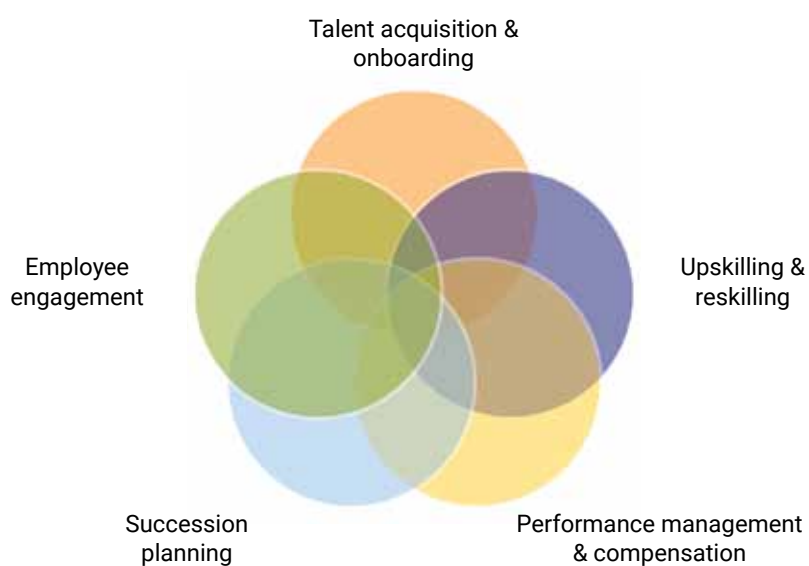 Talent acquisition &
onboarding
Employee
engagement
Upskilling &
reskilling
Succession
planning
Performance management
& compensation